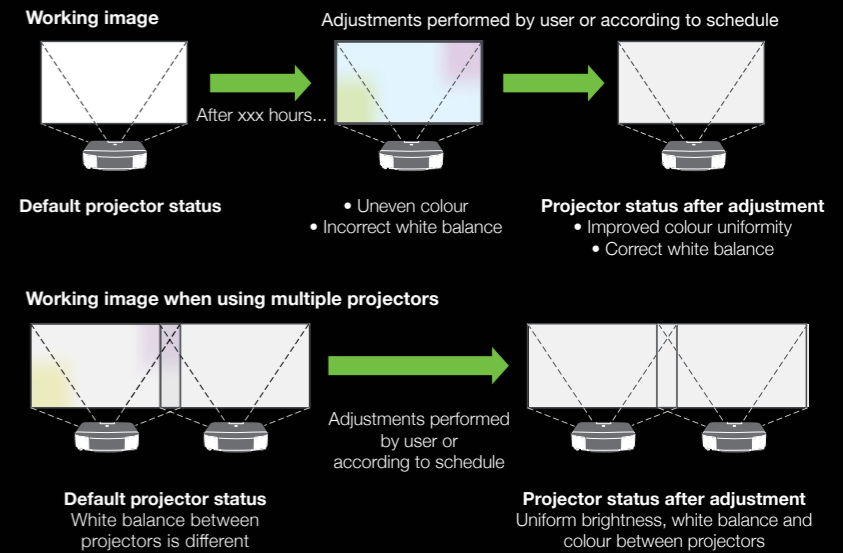 Working image
Adjustments performed by user or according to schedule
After xxx hours...
Default projector status
• Uneven colour
• Incorrect white balance
Projector status after adjustment
• Improved colour uniformity
• Correct white balance
Working image when using multiple projectors
Adjustments performed
by user or
according to schedule
Default projector status
White balance between
projectors is different
Projector status after adjustment
Uniform brightness, white balance and
colour between projectors